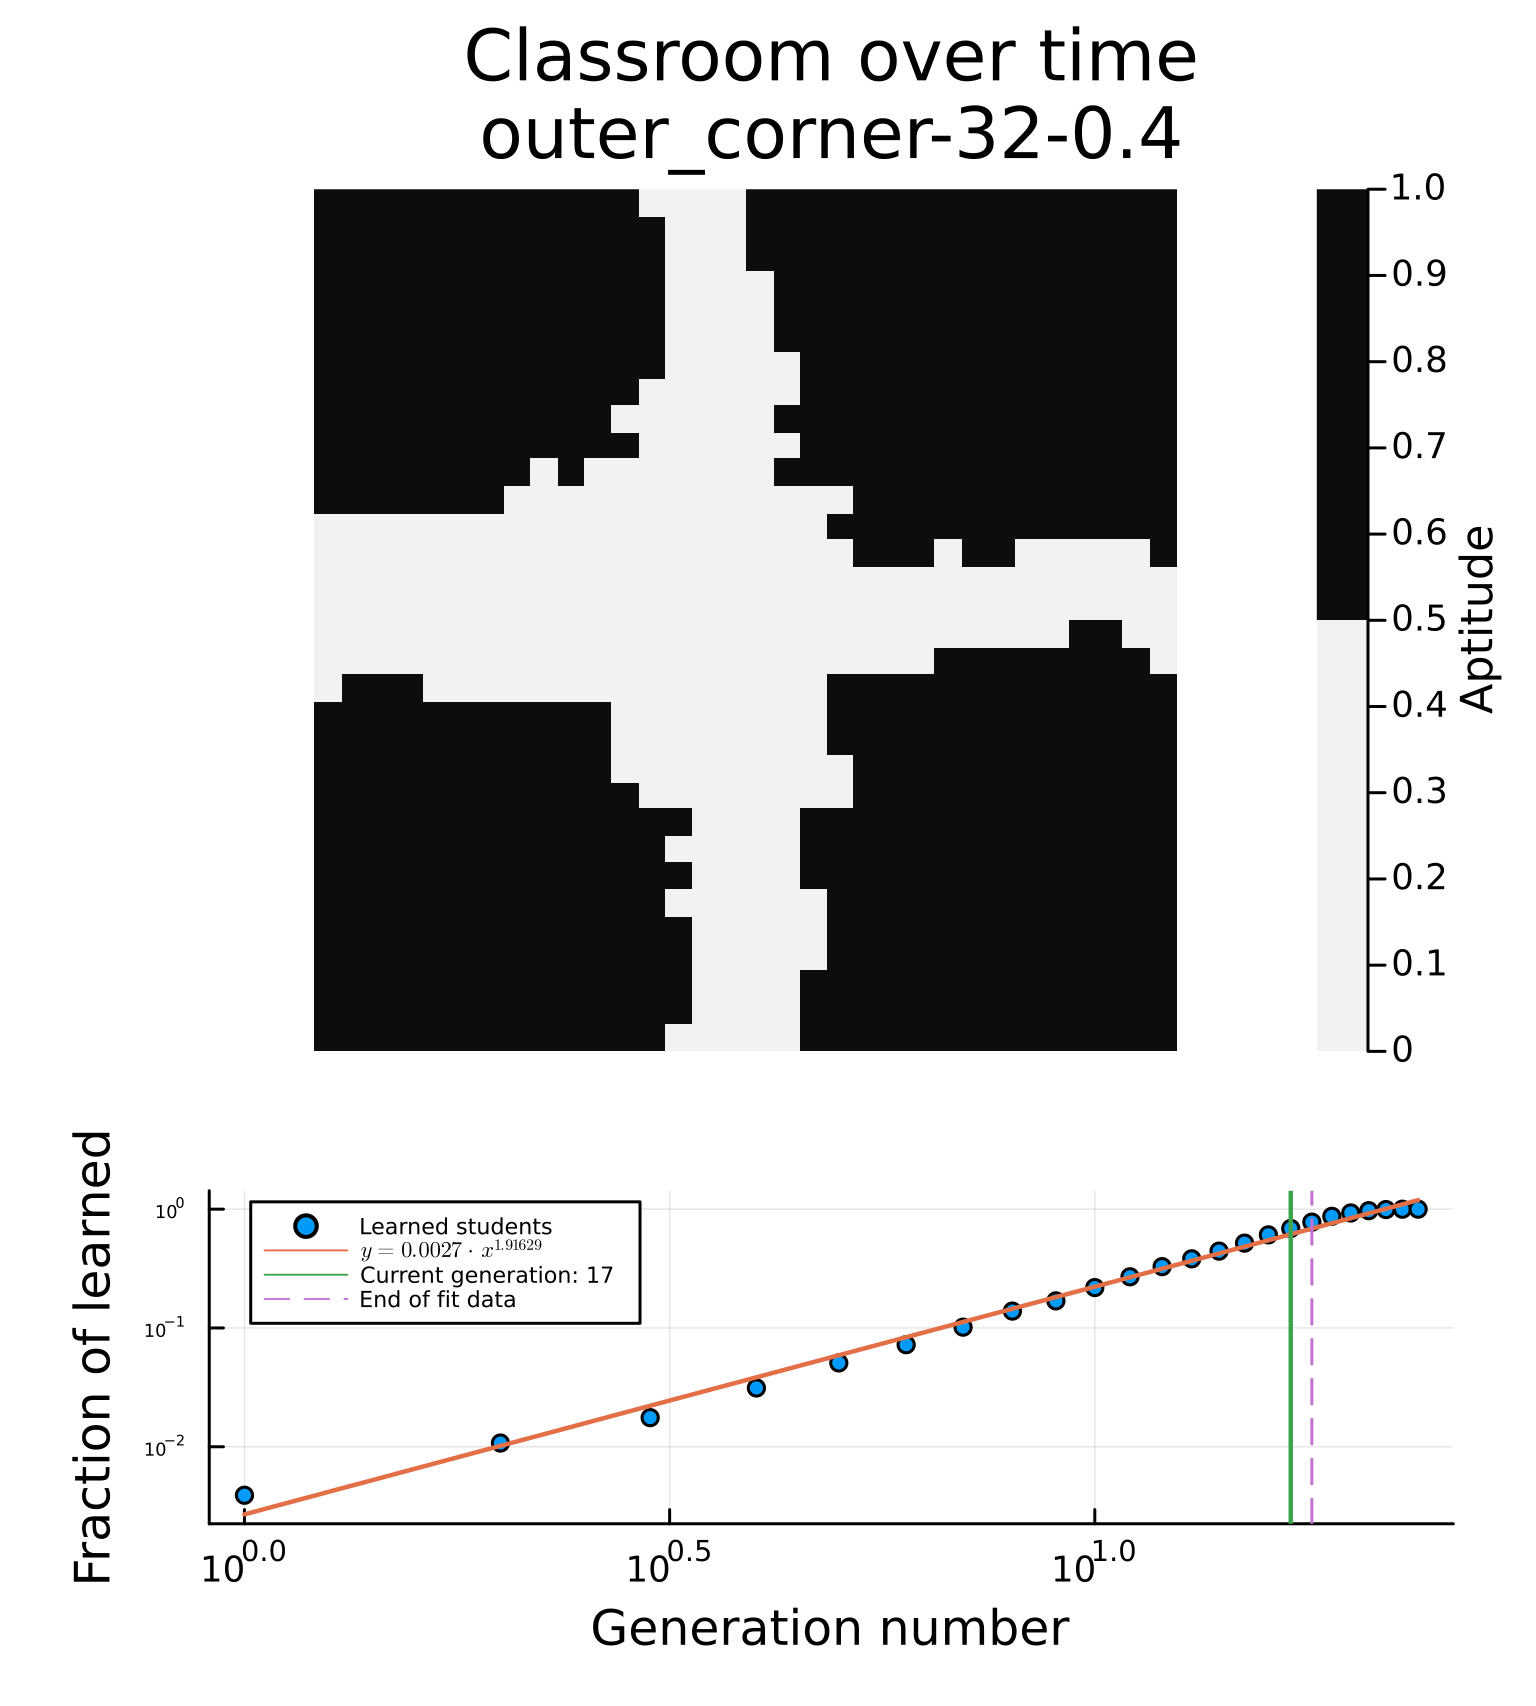 Classroom over time
outer_corner-32-0.4
1.0
0.9
0.8
0.7
0.6
0.5
0.4
0.3
0.2
0.1
0
Aptitude
Fraction of learned
10⁰
10⁻¹
10⁻²
Learned students
y = 0.0027 · x^1.91629
Current generation: 17
End of fit data
10^0.0
10^0.5
10^1.0
Generation number